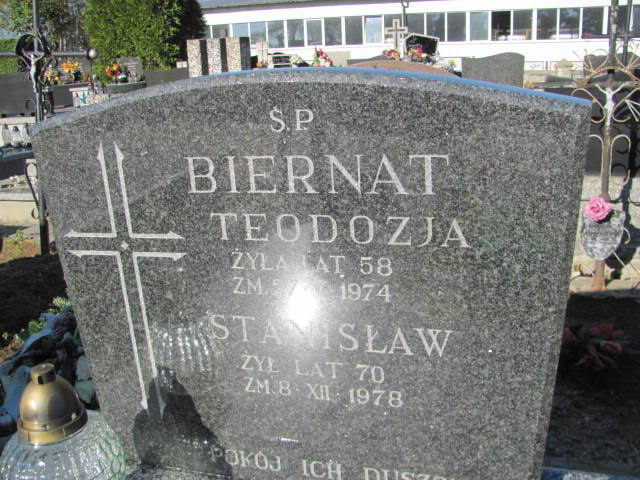 Ś.P
BIERNAT
TEODOZJA
ŻYŁA LAT 58
ZM. 1974
STANISŁAW
ŻYŁ LAT 70
ZM. 8 · XII · 1978
POKÓJ ICH